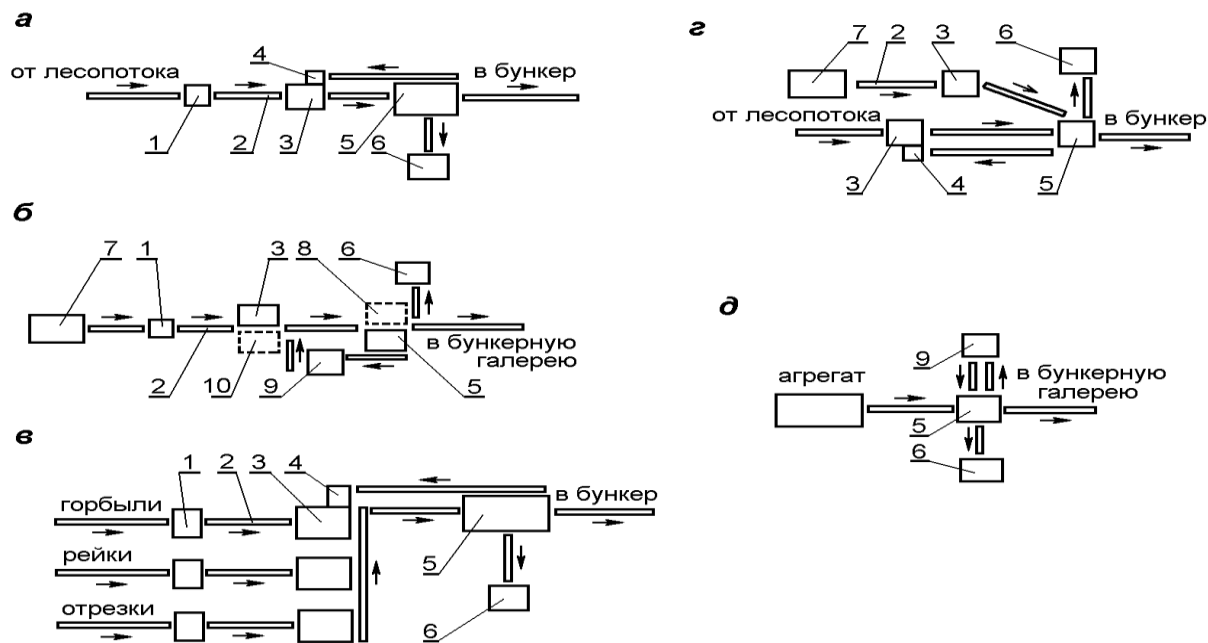 а
4
от лесопотока
в бункер
1
2
3
5
6
б
7
1
3
8
6
2
10
9
5
в бункерную
галерею
в
1
2
3
4
горбыли
в бункер
рейки
5
отрезки
6
г
7
2
3
6
от лесопотока
в бункер
3
4
5
д
9
агрегат
в бункерную
галерею
5
6